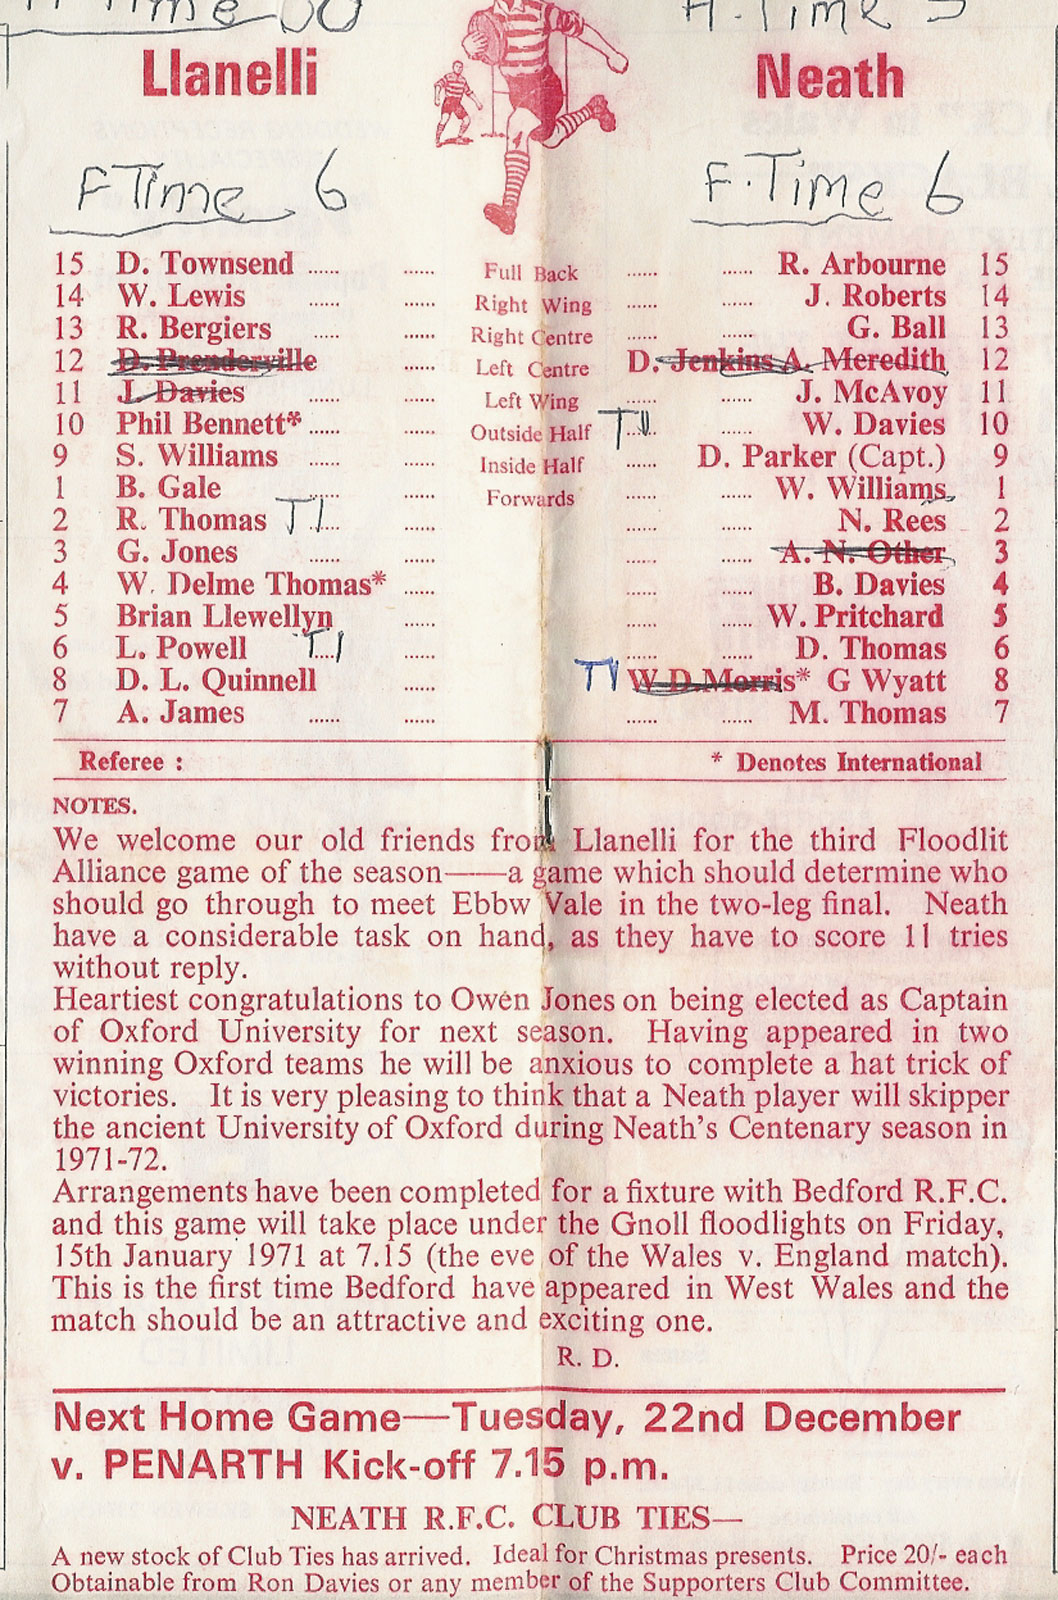 H. Time 3
Llanelli Neath
F Time 6 F. Time 6
15 D. Townsend ...... ...... Full Back ...... ...... R. Arbourne 15
14 W. Lewis ...... ...... Right Wing ...... ...... J. Roberts 14
13 R. Bergiers ...... ...... Right Centre ...... ...... G. Ball 13
12 D. Prenderville ...... Left Centre D. Jenkins A. Meredith 12
11 J. Davies ...... ...... Left Wing ...... ...... J. McAvoy 11
10 Phil Bennett* ...... ...... Outside Half T1 ...... ...... W. Davies 10
9 S. Williams ...... ...... Inside Half ...... D. Parker (Capt.) 9
1 B. Gale ...... ...... Forwards ...... ...... W. Williams 1
2 R. Thomas T1 ...... ...... ...... ...... N. Rees 2
3 G. Jones ...... ...... ...... ...... A. N. Other 3
4 W. Delme Thomas* ...... ...... ...... B. Davies 4
5 Brian Llewellyn ...... ...... ...... W. Pritchard 5
6 L. Powell T1 ...... ...... ...... ...... D. Thomas 6
8 D. L. Quinnell ...... T1 W D. Morris* G Wyatt 8
7 A. James ...... ...... ...... ...... M. Thomas 7
Referee : * Denotes International
NOTES.
We welcome our old friends from Llanelli for the third Floodlit
Alliance game of the season——a game which should determine who
should go through to meet Ebbw Vale in the two-leg final. Neath
have a considerable task on hand, as they have to score 11 tries
without reply.
Heartiest congratulations to Owen Jones on being elected as Captain
of Oxford University for next season. Having appeared in two
winning Oxford teams he will be anxious to complete a hat trick of
victories. It is very pleasing to think that a Neath player will skipper
the ancient University of Oxford during Neath's Centenary season in
1971-72.
Arrangements have been completed for a fixture with Bedford R.F.C.
and this game will take place under the Gnoll floodlights on Friday,
15th January 1971 at 7.15 (the eve of the Wales v. England match).
This is the first time Bedford have appeared in West Wales and the
match should be an attractive and exciting one.
R. D.
Next Home Game—Tuesday, 22nd December
v. PENARTH Kick-off 7.15 p.m.
NEATH R.F.C. CLUB TIES—
A new stock of Club Ties has arrived. Ideal for Christmas presents. Price 20/- each
Obtainable from Ron Davies or any member of the Supporters Club Committee.